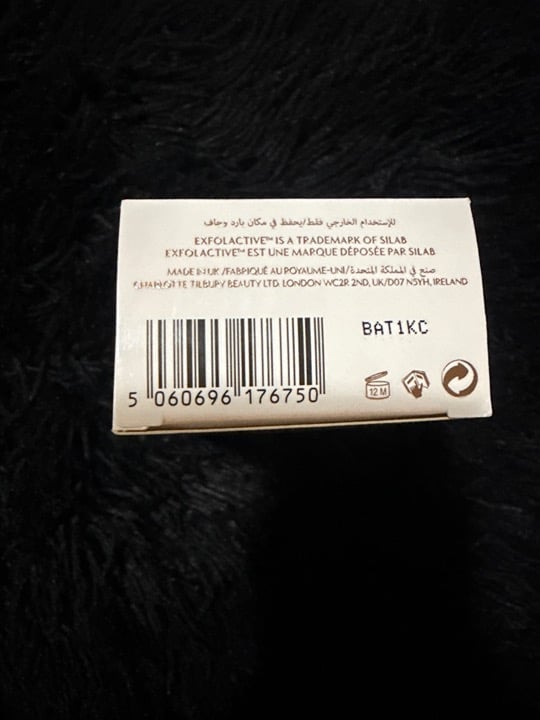 للإستخدام الخارجي فقط/يحفظ في مكان بارد وجاف
EXFOLACTIVE™ IS A TRADEMARK OF SILAB
EXFOLACTIVE™ EST UNE MARQUE DÉPOSÉE PAR SILAB
MADE IN UK /FABRIQUÉ AU ROYAUME-UNI/صنع في المملكة المتحدة
CHARLOTTE TILBURY BEAUTY LTD. LONDON WC2R 2ND, UK/D07 N5YH, IRELAND
BAT1KC
12 M
5 060696 176750